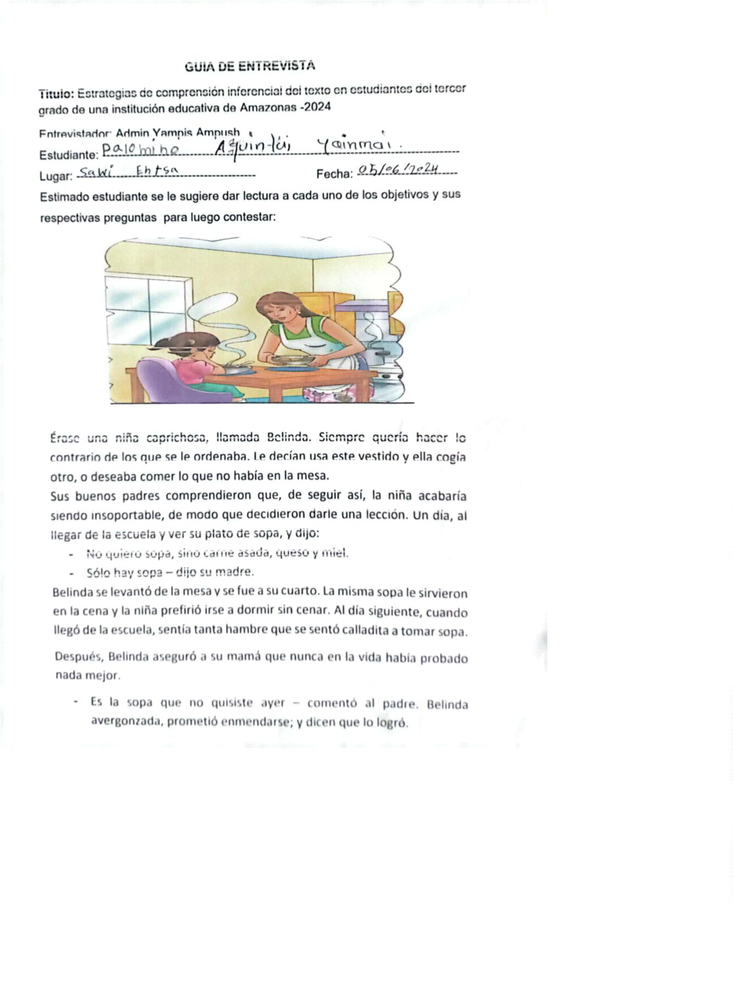 GUIA DE ENTREVISTA
Titulo: Estrategias de comprensión inferencial del texto en estudiantes del tercer
grado de una institución educativa de Amazonas -2024
Entrevistador: Admin Yampis Ampush
Estudiante: Palomino Yainmai.
Lugar: Sawi Entsa Fecha: 05/06/2024
Estimado estudiante se le sugiere dar lectura a cada uno de los objetivos y sus
respectivas preguntas para luego contestar:
Érase una niña caprichosa, llamada Belinda. Siempre quería hacer lo
contrario de los que se le ordenaba. Le decían usa este vestido y ella cogía
otro, o deseaba comer lo que no había en la mesa.
Sus buenos padres comprendieron que, de seguir así, la niña acabaría
siendo insoportable, de modo que decidieron darle una lección. Un día, al
llegar de la escuela y ver su plato de sopa, y dijo:
- No quiero sopa, sino carne asada, queso y miel.
- Sólo hay sopa – dijo su madre.
Belinda se levantó de la mesa y se fue a su cuarto. La misma sopa le sirvieron
en la cena y la niña prefirió irse a dormir sin cenar. Al día siguiente, cuando
llegó de la escuela, sentía tanta hambre que se sentó calladita a tomar sopa.
Después, Belinda aseguró a su mamá que nunca en la vida había probado
nada mejor.
- Es la sopa que no quisiste ayer – comentó al padre. Belinda
avergonzada, prometió enmendarse; y dicen que lo logró.